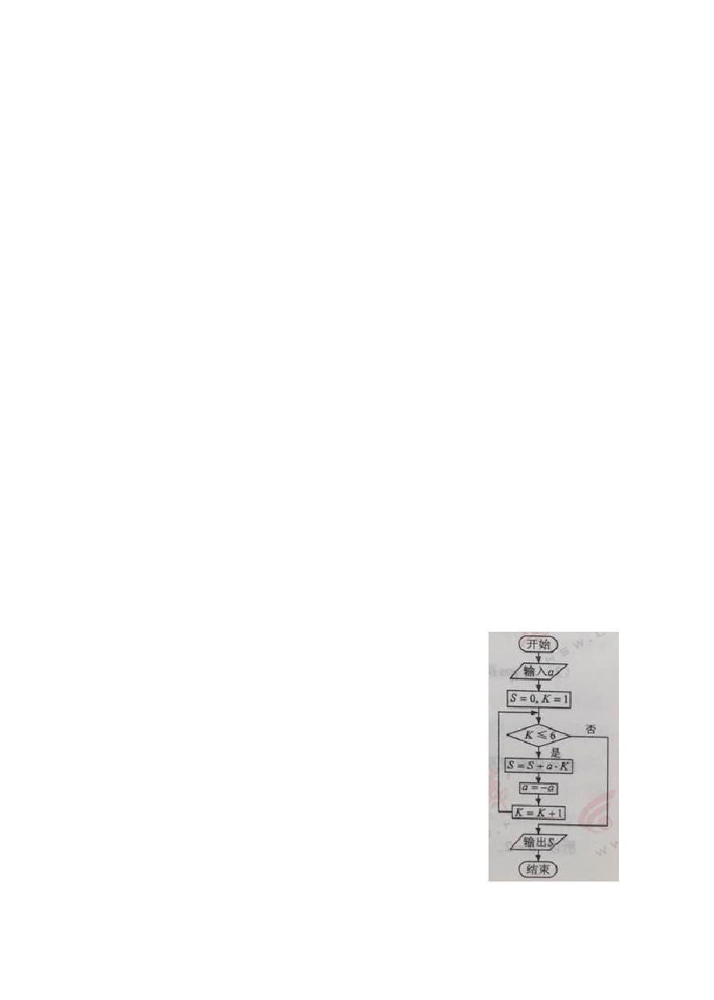 开始
输入a
S=0, K=1
K⩽6
否
是
S=S+a·K
a=-a
K=K+1
输出S
结束